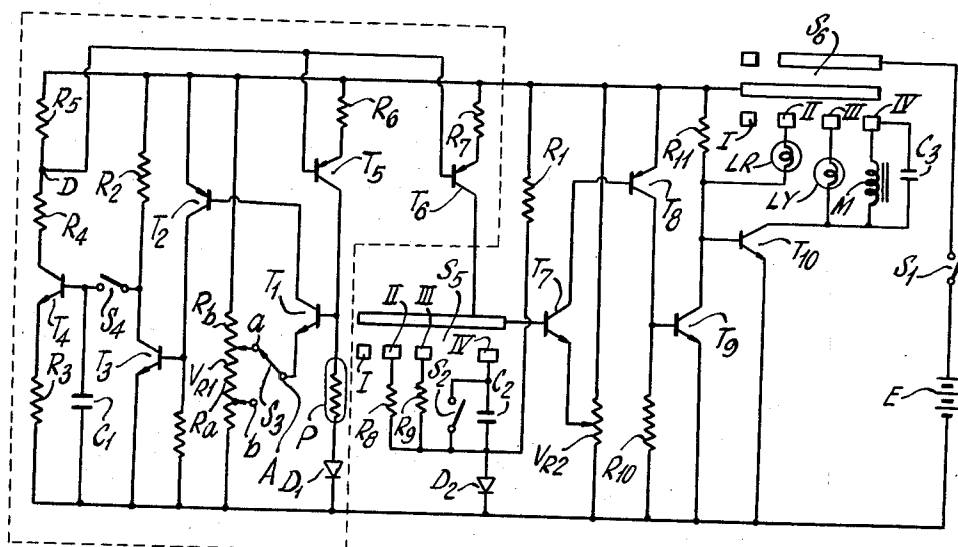 S6
R5
R6
R7
I
II
III
IV
D
R2
T5
R1
R11
LR
LY
M
C3
T6
T8
R4
T2
T10
S1
S4
T1
S5
T7
T4
Rb
a
II
III
IV
T9
T3
VR1
S3
I
S2
C2
E
R3
C1
Ra
b
P
R8
R9
VR2
R10
A
D1
D2